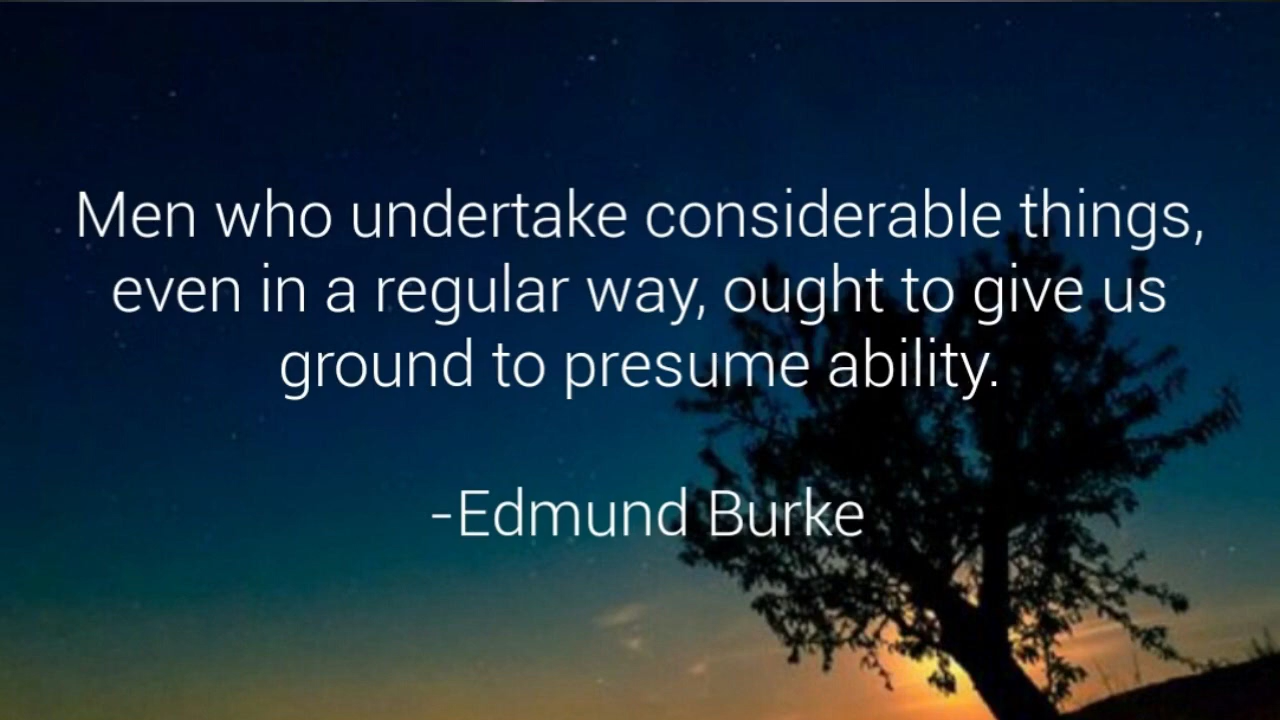 Men who undertake considerable things,
even in a regular way, ought to give us
ground to presume ability.
-Edmund Burke